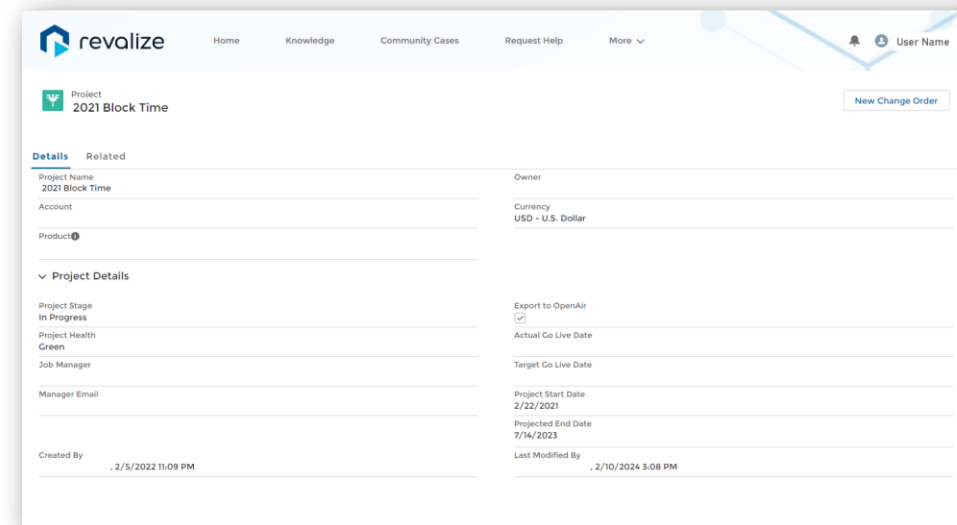 revalize
Home Knowledge Community Cases Request Help More User Name
Project
2021 Block Time
New Change Order
Details Related
Project Name
2021 Block Time
Owner
Account
Currency
USD - U.S. Dollar
Product
Project Details
Project Stage
In Progress
Export to OpenAir
Project Health
Green
Actual Go Live Date
Job Manager
Target Go Live Date
Manager Email
Project Start Date
2/22/2021
Projected End Date
7/14/2023
Created By
, 2/5/2022 11:09 PM
Last Modified By
, 2/10/2024 3:08 PM